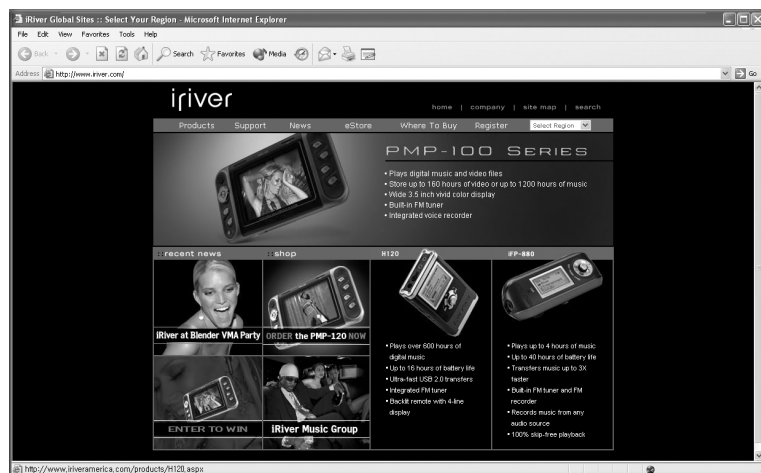 iRiver Global Sites :: Select Your Region - Microsoft Internet Explorer
File Edit View Favorites Tools Help
Back Search Favorites Media
Address http://www.iriver.com/ Go
iriver
home | company | site map | search
Products Support News eStore Where To Buy Register Select Region
PMP-100 SERIES
• Plays digital music and video files
• Store up to 160 hours of video or up to 1200 hours of music
• Wide 3.5 inch vivid color display
• Built-in FM tuner
• Integrated voice recorder
:: recent news
iRiver at Blender VMA Party
ENTER TO WIN
:: shop
ORDER the PMP-120 NOW
iRiver Music Group
H120
• Plays over 600 hours of
digital music
• Up to 16 hours of battery life
• Ultra-fast USB 2.0 transfers
• Integrated FM tuner
• Backlit remote with 4-line
display
iFP-880
• Plays up to 4 hours of music
• Up to 40 hours of battery life
• Transfers music up to 3X
faster
• Built-in FM tuner and FM
recorder
• Records music from any
audio source
• 100% skip-free playback
http://www.iriveramerica.com/products/H120.aspx